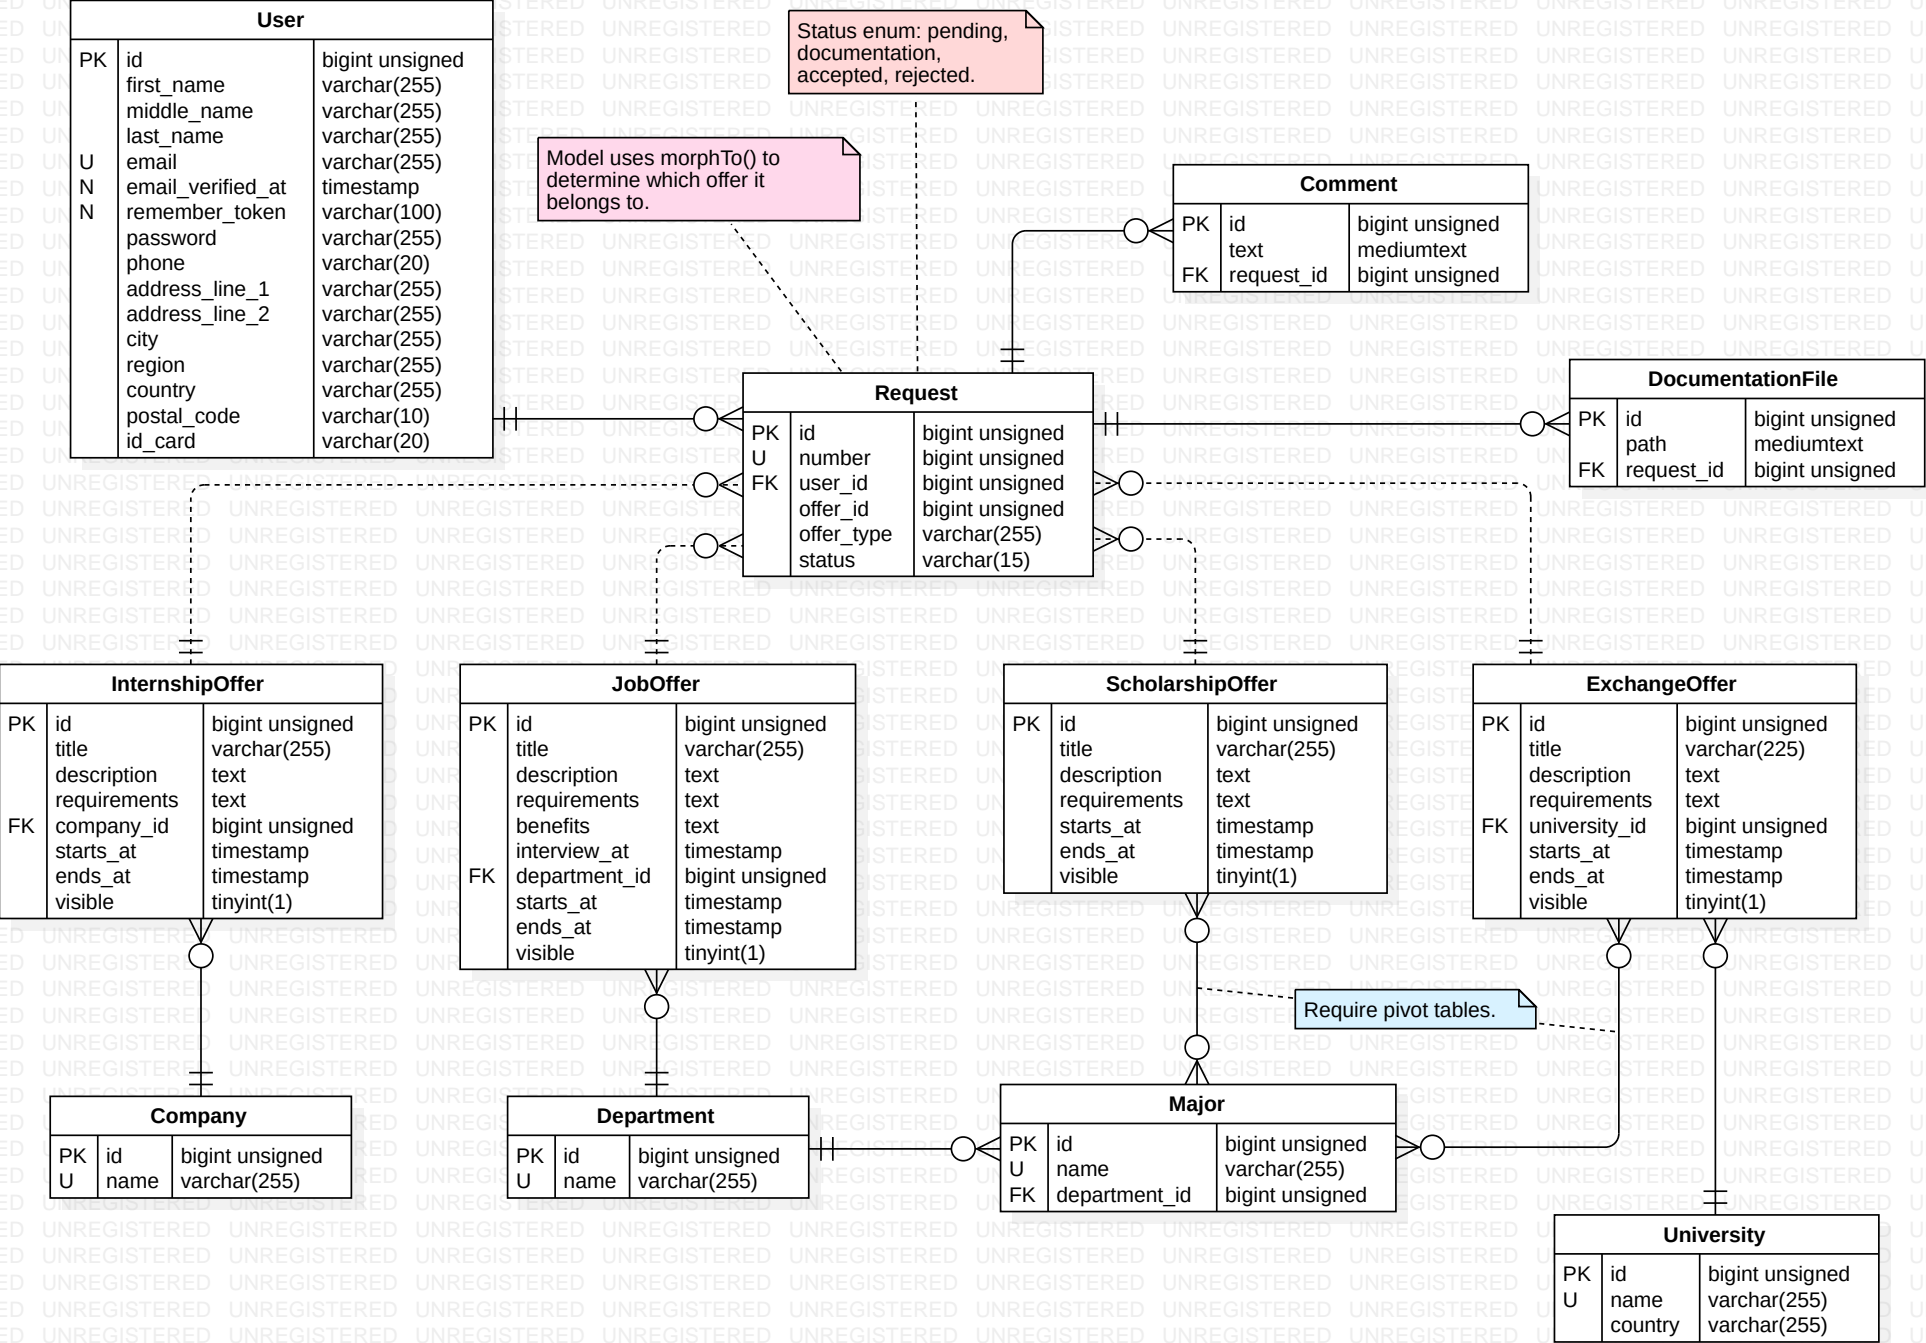 User
PK id bigint unsigned
first_name varchar(255)
middle_name varchar(255)
last_name varchar(255)
U email varchar(255)
N email_verified_at timestamp
N remember_token varchar(100)
password varchar(255)
phone varchar(20)
address_line_1 varchar(255)
address_line_2 varchar(255)
city varchar(255)
region varchar(255)
country varchar(255)
postal_code varchar(10)
id_card varchar(20)
Status enum: pending,
documentation,
accepted, rejected.
Model uses morphTo() to
determine which offer it
belongs to.
Comment
PK id bigint unsigned
text mediumtext
FK request_id bigint unsigned
Request
PK id bigint unsigned
U number bigint unsigned
FK user_id bigint unsigned
offer_id bigint unsigned
offer_type varchar(255)
status varchar(15)
DocumentationFile
PK id bigint unsigned
path mediumtext
FK request_id bigint unsigned
InternshipOffer
PK id bigint unsigned
title varchar(255)
description text
requirements text
FK company_id bigint unsigned
starts_at timestamp
ends_at timestamp
visible tinyint(1)
JobOffer
PK id bigint unsigned
title varchar(255)
description text
requirements text
benefits text
interview_at timestamp
FK department_id bigint unsigned
starts_at timestamp
ends_at timestamp
visible tinyint(1)
ScholarshipOffer
PK id bigint unsigned
title varchar(255)
description text
requirements text
starts_at timestamp
ends_at timestamp
visible tinyint(1)
ExchangeOffer
PK id bigint unsigned
title varchar(225)
description text
requirements text
FK university_id bigint unsigned
starts_at timestamp
ends_at timestamp
visible tinyint(1)
Require pivot tables.
Company
PK id bigint unsigned
U name varchar(255)
Department
PK id bigint unsigned
U name varchar(255)
Major
PK id bigint unsigned
U name varchar(255)
FK department_id bigint unsigned
University
PK id bigint unsigned
U name varchar(255)
country varchar(255)
UNREGISTERED